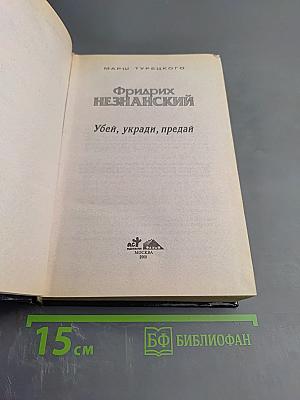 МАРШ ТУРЕЦКОГО
Фридрих
НЕЗНАНСКИЙ
Убей, укради, предай
МОСКВА
15 см
БФ БИБЛИОФАН